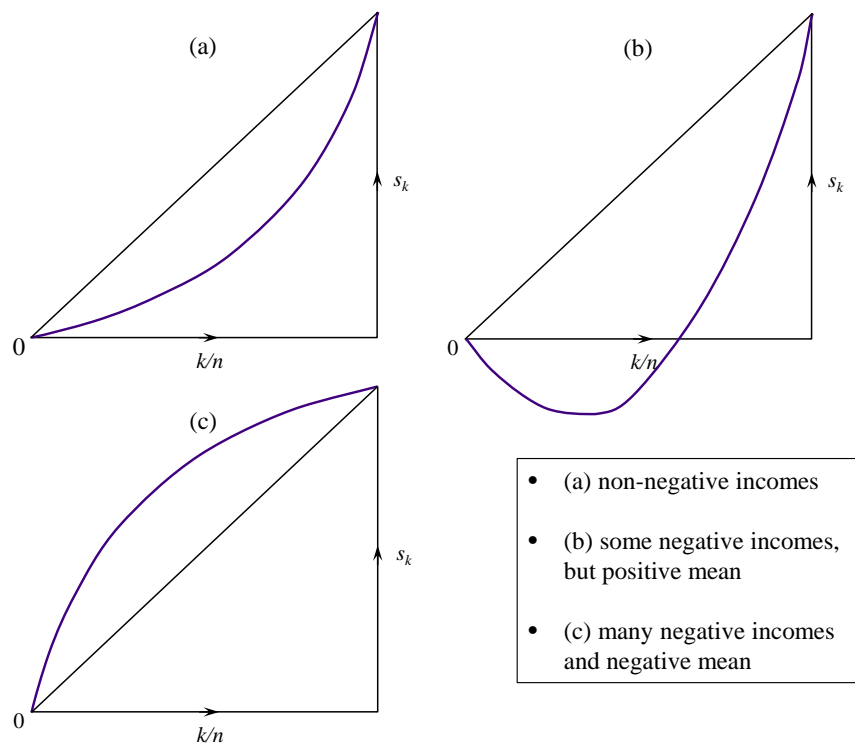 (a)
s_k
0
k/n
(b)
s_k
0
k/n
(c)
s_k
0
k/n
• (a) non-negative incomes
• (b) some negative incomes,
but positive mean
• (c) many negative incomes
and negative mean